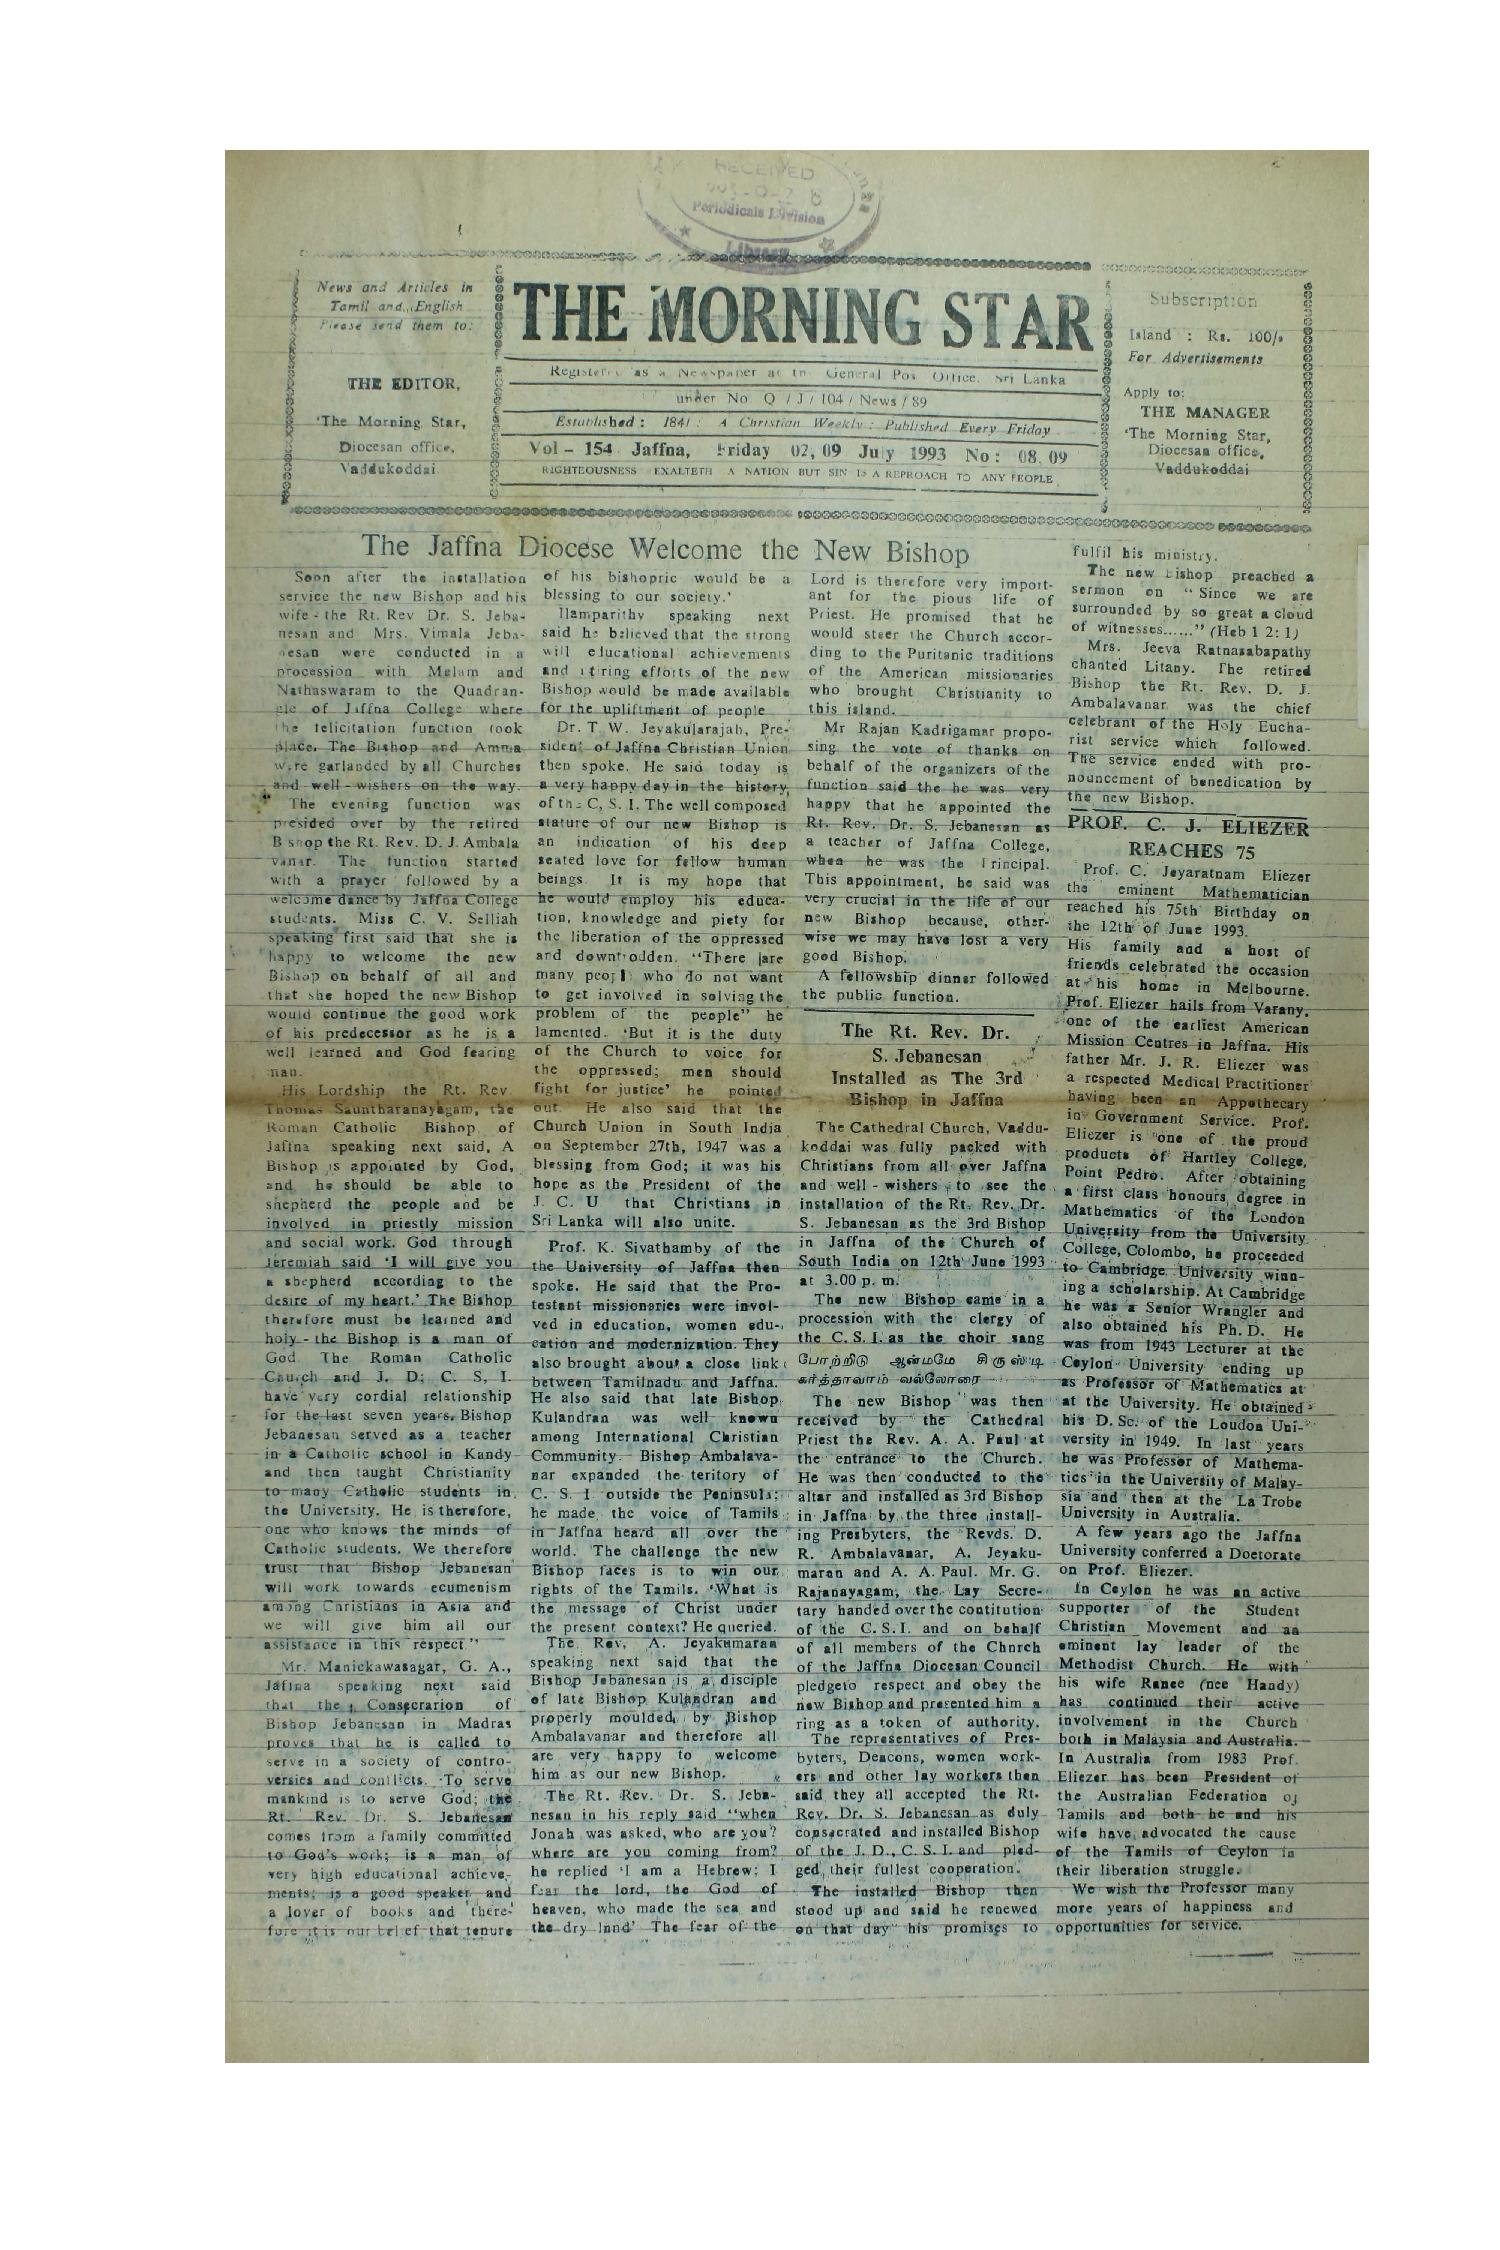 RECEIVED
Periodicals Division
Library
News and Articles in
Tamil and English
Please send them to:
THE EDITOR,
'The Morning Star,
Diocesan office,
Vaddukoddai
THE MORNING STAR
Registered as a Newspaper at the General Pos Office, Sri Lanka
under No Q / J / 104 / News / 89
Established : 1841 : A Christian Weekly : Published Every Friday
Vol - 154 Jaffna, Friday 02, 09 July 1993 No : 08, 09
RIGHTEOUSNESS EXALTETH A NATION BUT SIN IS A REPROACH TO ANY PEOPLE
Subscription
Island : Rs. 100/-
For Advertisements
Apply to:
THE MANAGER
'The Morning Star,
Diocesan office,
Vaddukoddai
The Jaffna Diocese Welcome the New Bishop
Soon after the installation
service the new Bishop and his
wife - the Rt. Rev Dr. S. Jeba-
nesan and Mrs. Vimala Jeba-
nesan were conducted in a
procession with Melam and
Nathaswaram to the Quadran-
gle of Jaffna College where
the felicitation function took
place. The Bishop and Amma
were garlanded by all Churches
and well - wishers on the way.
The evening function was
presided over by the retired
Bishop the Rt. Rev. D. J. Ambala
vanar. The function started
with a prayer followed by a
welcome dance by Jaffna College
students. Miss C. V. Selliah
speaking first said that she is
happy to welcome the new
Bishop on behalf of all and
that she hoped the new Bishop
would continue the good work
of his predecessor as he is a
well learned and God fearing
man.
His Lordship the Rt. Rev
Thomas Sauntharanayagam, the
Roman Catholic Bishop of
Jaffna speaking next said, A
Bishop is appointed by God,
and he should be able to
shepherd the people and be
involved in priestly mission
and social work. God through
Jeremiah said 'I will give you
a shepherd according to the
desire of my heart.' The Bishop
therefore must be learned and
holy - the Bishop is a man of
God. The Roman Catholic
Church and J. D; C. S, I.
have very cordial relationship
for the last seven years. Bishop
Jebanesan served as a teacher
in a Catholic school in Kandy
and then taught Christianity
to many Catholic students in
the University. He is therefore,
one who knows the minds of
Catholic students. We therefore
trust that Bishop Jebanesan
will work towards ecumenism
among Christians in Asia and
we will give him all our
assistance in this respect."
Mr. Manickawasagar, G. A.,
Jaffna speaking next said
that the Consecrarion of
Bishop Jebanesan in Madras
proves that he is called to
serve in a society of contro-
versies and conflicts. To serve
mankind is to serve God; the
Rt. Rev. Dr. S. Jebanesan
comes from a family committed
to God's work; is a man of
very high educational achieve-
ments; is a good speaker and
a lover of books and there-
fore it is our belief that tenure
of his bishopric would be a
blessing to our society.'
Ilamparithy speaking next
said he believed that the strong
will educational achievements
and itiring efforts of the new
Bishop would be made available
for the upliftment of people
Dr. T W. Jeyakularajah, Pre-
sident of Jaffna Christian Union
then spoke. He said today is
a very happy day in the history,
of the C, S. I. The well composed
stature of our new Bishop is
an indication of his deep
seated love for fellow human
beings. It is my hope that
he would employ his educa-
tion, knowledge and piety for
the liberation of the oppressed
and downtrodden. "There are
many people who do not want
to get involved in solving the
problem of the people" he
lamented. 'But it is the duty
of the Church to voice for
the oppressed; men should
fight for justice' he pointed
out. He also said that the
Church Union in South India
on September 27th, 1947 was a
blessing from God; it was his
hope as the President of the
J. C. U that Christians in
Sri Lanka will also unite.
Prof. K. Sivathamby of the
the University of Jaffna then
spoke. He said that the Pro-
testant missionaries were invol-
ved in education, women edu-
cation and modernization. They
also brought about a close link
between Tamilnadu and Jaffna.
He also said that late Bishop
Kulandran was well known
among International Christian
Community. Bishop Ambalava-
nar expanded the teritory of
C. S. I. outside the Peninsula;
he made the voice of Tamils
in Jaffna heard all over the
world. The challenge the new
Bishop faces is to win our
rights of the Tamils. 'What is
the message of Christ under
the present context? He queried.
The Rev, A. Jeyakumaran
speaking next said that the
Bishop Jebanesan is a disciple
of late Bishop Kulandran and
properly moulded by Bishop
Ambalavanar and therefore all
are very happy to welcome
him as our new Bishop.
The Rt. Rev. Dr. S. Jeba-
nesan in his reply said "when
Jonah was asked, who are you?
where are you coming from?
he replied 'I am a Hebrew; I
fear the lord, the God of
heaven, who made the sea and
the dry land' The fear of the
Lord is therefore very import-
ant for the pious life of
Priest. He promised that he
would steer the Church accor-
ding to the Puritanic traditions
of the American missionaries
who brought Christianity to
this island.
Mr Rajan Kadrigamar propo-
sing the vote of thanks on
behalf of the organizers of the
function said the he was very
happy that he appointed the
Rt. Rev. Dr. S. Jebanesan as
a teacher of Jaffna College,
when he was the Principal.
This appointment, he said was
very crucial in the life of our
new Bishop because, other-
wise we may have lost a very
good Bishop.
A fellowship dinner followed
the public function.
The Rt. Rev. Dr.
S. Jebanesan
Installed as The 3rd
Bishop in Jaffna
The Cathedral Church, Vaddu-
koddai was fully packed with
Christians from all over Jaffna
and well - wishers to see the
installation of the Rt. Rev. Dr.
S. Jebanesan as the 3rd Bishop
in Jaffna of the Church of
South India on 12th June 1993
at 3.00 p. m.
The new Bishop came in a
procession with the clergy of
the C. S. I. as the choir sang
போற்றிடு ஆன்மமே சிருஸ்டி
கர்த்தாவாம் வல்லோரை
The new Bishop was then
received by the Cathedral
Priest the Rev. A. A. Paul at
the entrance to the Church.
He was then conducted to the
altar and installed as 3rd Bishop
in Jaffna by the three install-
ing Presbyters, the Revds. D.
R. Ambalavanar, A. Jeyaku-
maran and A. A. Paul. Mr. G.
Rajanayagam, the Lay Secre-
tary handed over the contitution
of the C. S. I. and on behalf
of all members of the Chnrch
of the Jaffna Diocesan Council
pledgeto respect and obey the
new Bishop and presented him a
ring as a token of authority.
The representatives of Pres-
byters, Deacons, women work-
ers and other lay workers then
said they all accepted the Rt.
Rev. Dr. S. Jebanesan as duly
consacrated and installed Bishop
of the J. D., C. S. I. and pled-
ged their fullest cooperation.
The installed Bishop then
stood up and said he renewed
on that day" his promises to
fulfil his ministry.
The new Bishop preached a
sermon on "Since we are
surrounded by so great a cloud
of witnesses......" (Heb 1 2: 1)
Mrs. Jeeva Ratnasabapathy
chanted Litany. The retired
Bishop the Rt. Rev. D. J.
Ambalavanar was the chief
celebrant of the Holy Eucha-
rist service which followed.
The service ended with pro-
nouncement of benedication by
the new Bishop.
PROF. C. J. ELIEZER
REACHES 75
Prof. C. Jeyaratnam Eliezer
the eminent Mathematician
reached his 75th Birthday on
the 12th of June 1993.
His family and a host of
friends celebrated the occasion
at his home in Melbourne.
Prof. Eliezer hails from Varany,
one of the earliest American
Mission Centres in Jaffna. His
father Mr. J. R. Eliezer was
a respected Medical Practitioner
having been an Appothecary
in Government Service. Prof.
Eliezer is one of the proud
products of Hartley College,
Point Pedro. After obtaining
a first class honours degree in
Mathematics of the London
University from the University
College, Colombo, he proceeded
to Cambridge University winn-
ing a scholarship. At Cambridge
he was a Senior Wrangler and
also obtained his Ph. D. He
was from 1943 Lecturer at the
Ceylon University ending up
as Professor of Mathematics at
at the University. He obtained
his D. Sc. of the Loudon Uni-
versity in 1949. In last years
he was Professor of Mathema-
tics in the University of Malay-
sia and then at the La Trobe
University in Australia.
A few years ago the Jaffna
University conferred a Doctorate
on Prof. Eliezer.
In Ceylon he was an active
supporter of the Student
Christian Movement and an
eminent lay leader of the
Methodist Church. He with
his wife Ranee (nee Handy)
has continued their active
involvement in the Church
both in Malaysia and Australia.
In Australia from 1983 Prof.
Eliezer has been President of
the Australian Federation of
Tamils and both he and his
wife have advocated the cause
of the Tamils of Ceylon in
their liberation struggle.
We wish the Professor many
more years of happiness and
opportunities for service.